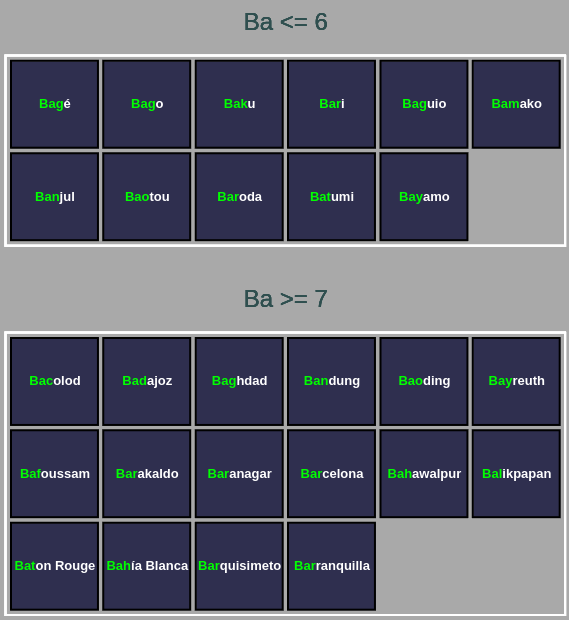 Ba <= 6
Bagé Bago Baku Bari Baguio Bamako
Banjul Baotou Baroda Batumi Bayamo
Ba >= 7
Bacolod Badajoz Baghdad Bandung Baoding Bayreuth
Bafoussam Barakaldo Baranagar Barcelona Bahawalpur Balikpapan
Baton Rouge Bahía Blanca Barquisimeto Barranquilla